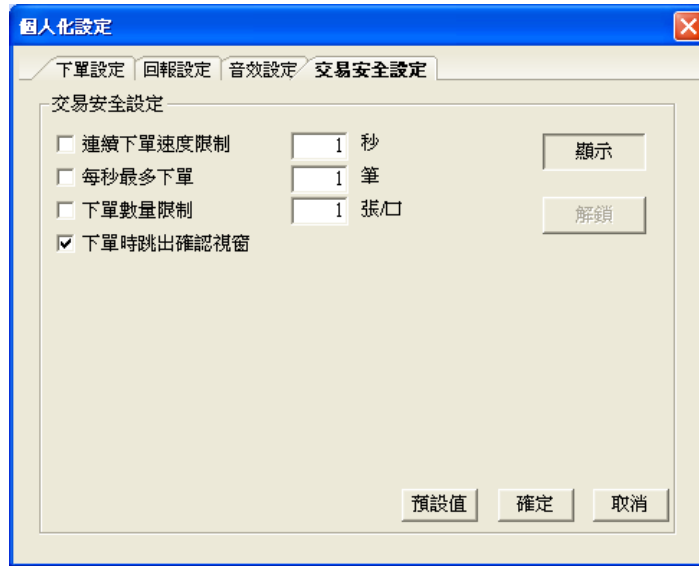 個人化設定
下單設定 回報設定 音效設定 交易安全設定
交易安全設定
連續下單速度限制 1 秒 顯示
每秒最多下單 1 筆
下單數量限制 1 張/口 解鎖
下單時跳出確認視窗
預設值 確定 取消